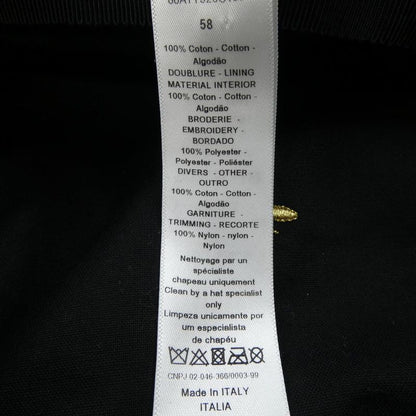 58
100% Coton - Cotton -
Algodão
DOUBLURE - LINING
MATERIAL INTERIOR
100% Coton - Cotton -
Algodão
BRODERIE -
EMBROIDERY -
BORDADO
100% Polyester -
Polyester - Poliéster
DIVERS - OTHER -
OUTRO
100% Coton - Cotton -
Algodão
GARNITURE -
TRIMMING - RECORTE
100% Nylon - nylon -
Nylon
Nettoyage par un
spécialiste
chapeau uniquement
Clean by a hat specialist
only
Limpeza unicamente por
um especialista
de chapéu
CNPJ 02-046-366/0003-99
Made In ITALY
ITALIA